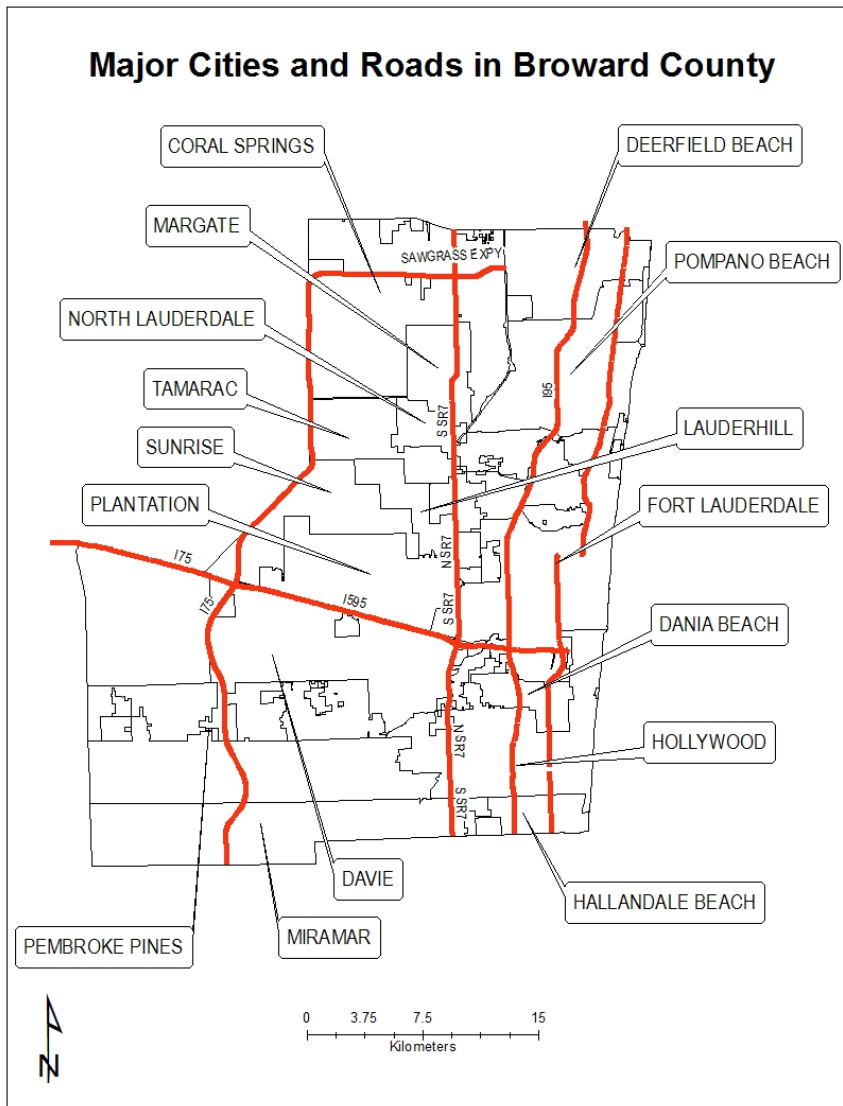 Major Cities and Roads in Broward County
CORAL SPRINGS
DEERFIELD BEACH
MARGATE
SAWGRASS EXPY
POMPANO BEACH
NORTH LAUDERDALE
TAMARAC
I95
S SR7
LAUDERHILL
SUNRISE
PLANTATION
FORT LAUDERDALE
I75
N SR7
I75
I595
S SR7
DANIA BEACH
N SR7
HOLLYWOOD
S SR7
DAVIE
HALLANDALE BEACH
PEMBROKE PINES
MIRAMAR
0 3.75 7.5 15
Kilometers
N